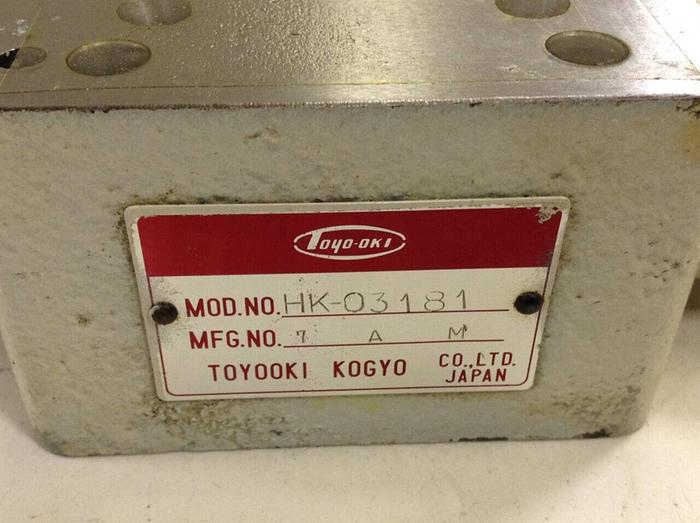 TOYO-OKI
MOD.NO. HK-03181
MFG.NO. 7 A M
TOYOOKI KOGYO CO.,LTD.
JAPAN